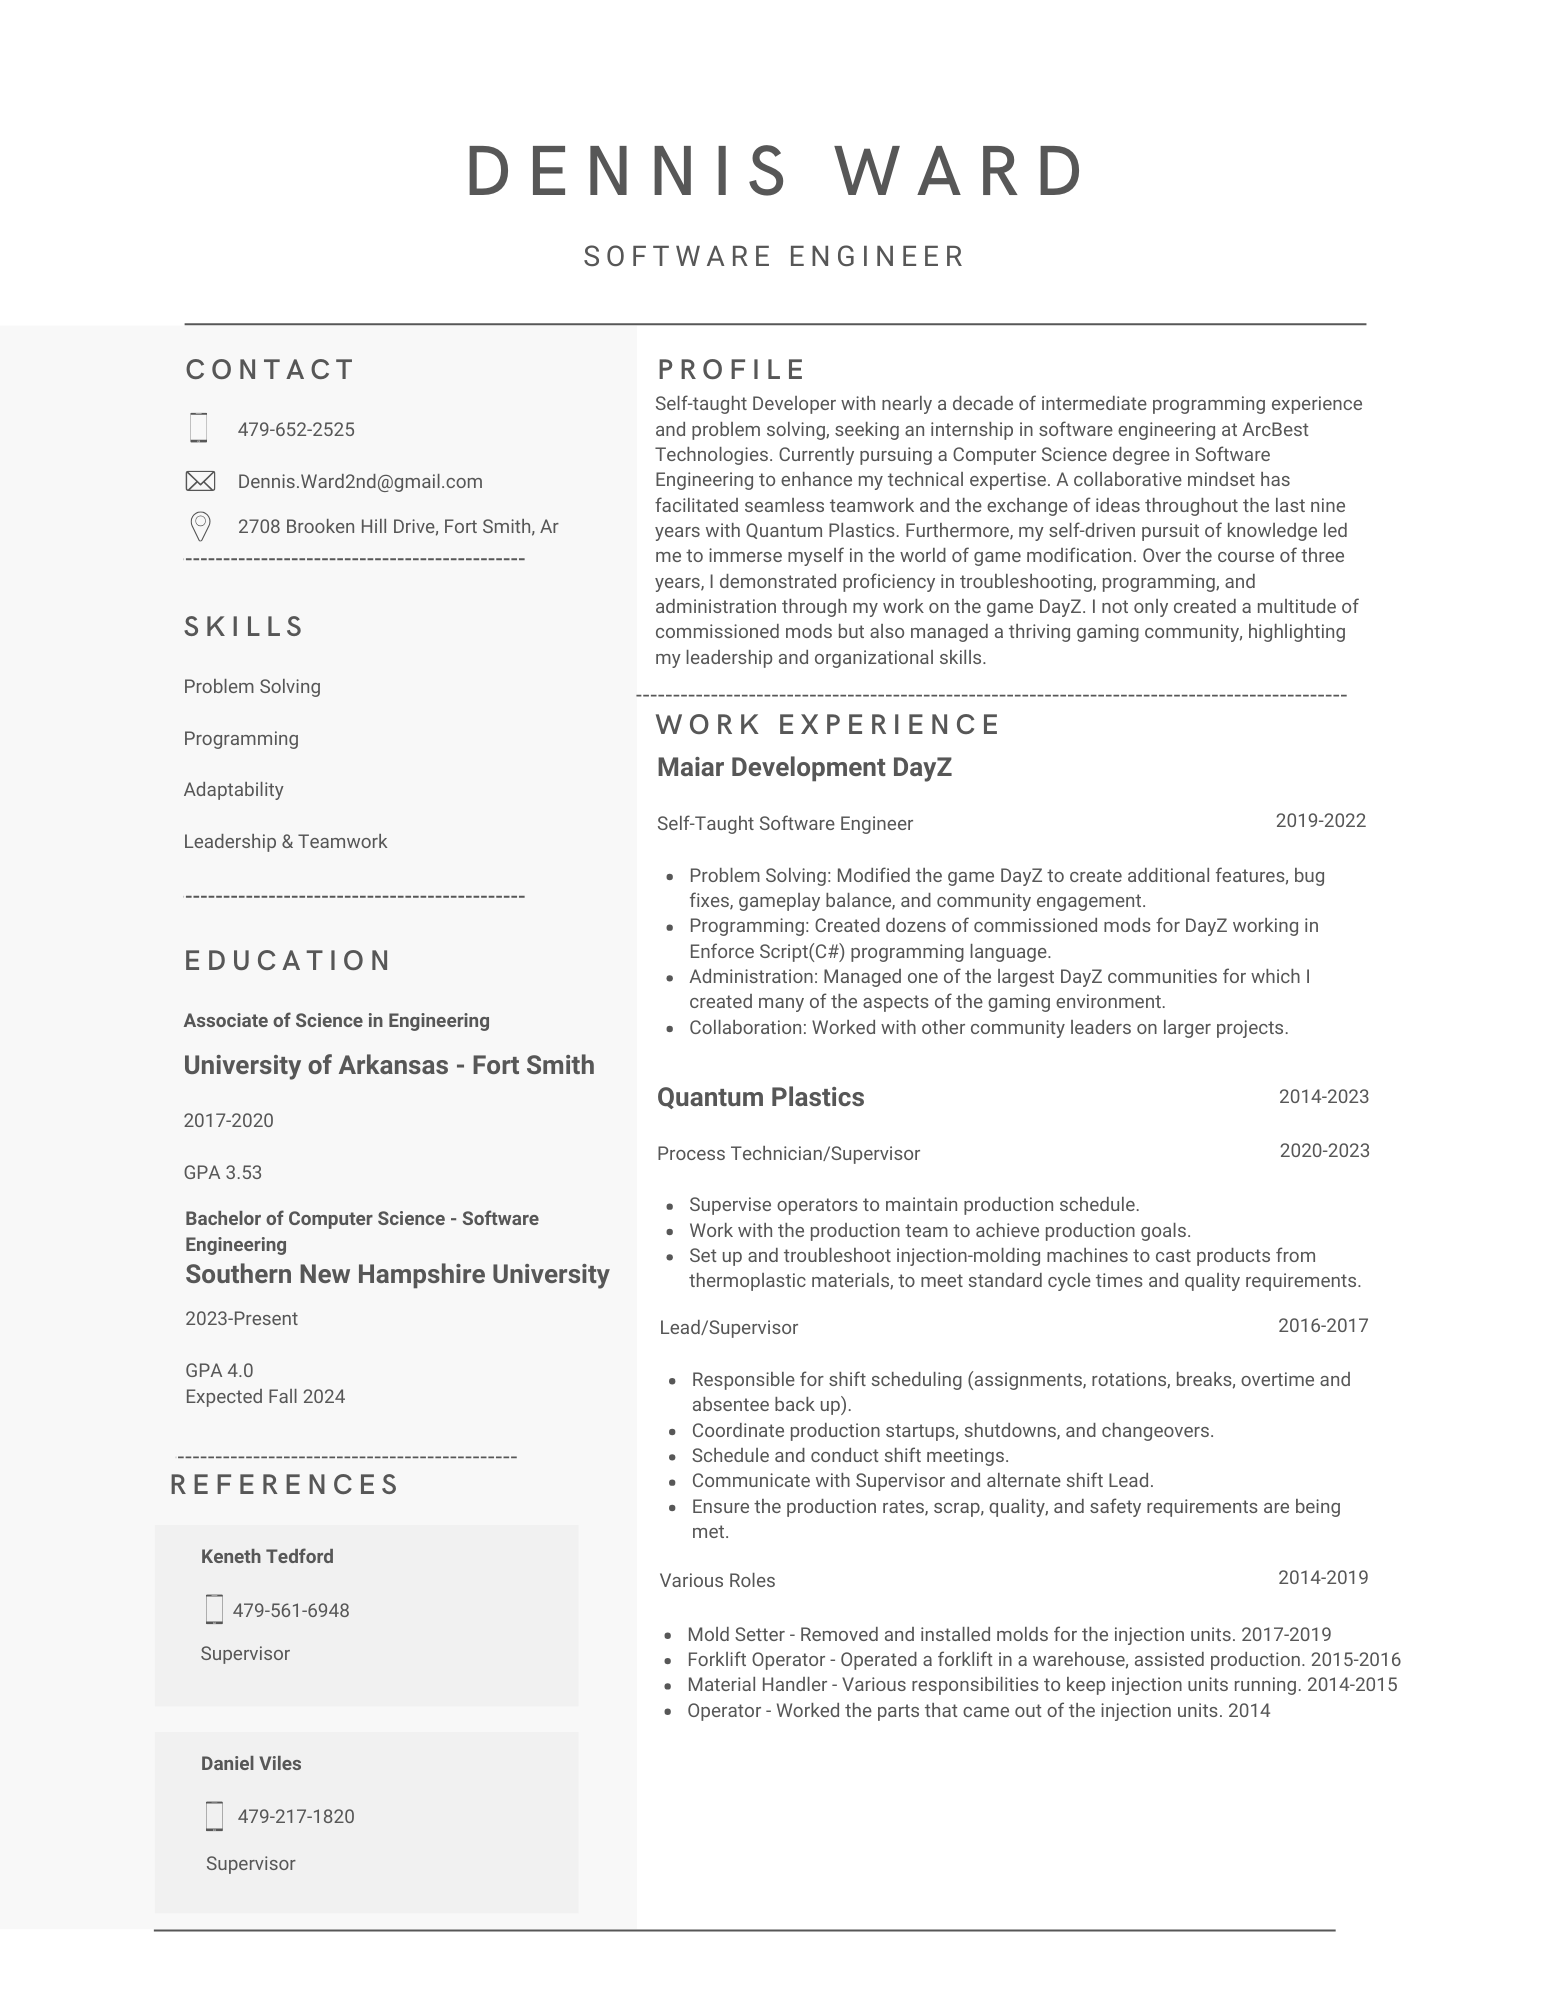 DENNIS WARD
SOFTWARE ENGINEER
CONTACT
479-652-2525
Dennis.Ward2nd@gmail.com
2708 Brooken Hill Drive, Fort Smith, Ar
SKILLS
Problem Solving
Programming
Adaptability
Leadership & Teamwork
EDUCATION
Associate of Science in Engineering
University of Arkansas - Fort Smith
2017-2020
GPA 3.53
Bachelor of Computer Science - Software
Engineering
Southern New Hampshire University
2023-Present
GPA 4.0
Expected Fall 2024
REFERENCES
Keneth Tedford
479-561-6948
Supervisor
Daniel Viles
479-217-1820
Supervisor
PROFILE
Self-taught Developer with nearly a decade of intermediate programming experience
and problem solving, seeking an internship in software engineering at ArcBest
Technologies. Currently pursuing a Computer Science degree in Software
Engineering to enhance my technical expertise. A collaborative mindset has
facilitated seamless teamwork and the exchange of ideas throughout the last nine
years with Quantum Plastics. Furthermore, my self-driven pursuit of knowledge led
me to immerse myself in the world of game modification. Over the course of three
years, I demonstrated proficiency in troubleshooting, programming, and
administration through my work on the game DayZ. I not only created a multitude of
commissioned mods but also managed a thriving gaming community, highlighting
my leadership and organizational skills.
WORK EXPERIENCE
Maiar Development DayZ
Self-Taught Software Engineer 2019-2022
• Problem Solving: Modified the game DayZ to create additional features, bug
fixes, gameplay balance, and community engagement.
• Programming: Created dozens of commissioned mods for DayZ working in
Enforce Script(C#) programming language.
• Administration: Managed one of the largest DayZ communities for which I
created many of the aspects of the gaming environment.
• Collaboration: Worked with other community leaders on larger projects.
Quantum Plastics 2014-2023
Process Technician/Supervisor 2020-2023
• Supervise operators to maintain production schedule.
• Work with the production team to achieve production goals.
• Set up and troubleshoot injection-molding machines to cast products from
thermoplastic materials, to meet standard cycle times and quality requirements.
Lead/Supervisor 2016-2017
• Responsible for shift scheduling (assignments, rotations, breaks, overtime and
absentee back up).
• Coordinate production startups, shutdowns, and changeovers.
• Schedule and conduct shift meetings.
• Communicate with Supervisor and alternate shift Lead.
• Ensure the production rates, scrap, quality, and safety requirements are being
met.
Various Roles 2014-2019
• Mold Setter - Removed and installed molds for the injection units. 2017-2019
• Forklift Operator - Operated a forklift in a warehouse, assisted production. 2015-2016
• Material Handler - Various responsibilities to keep injection units running. 2014-2015
• Operator - Worked the parts that came out of the injection units. 2014